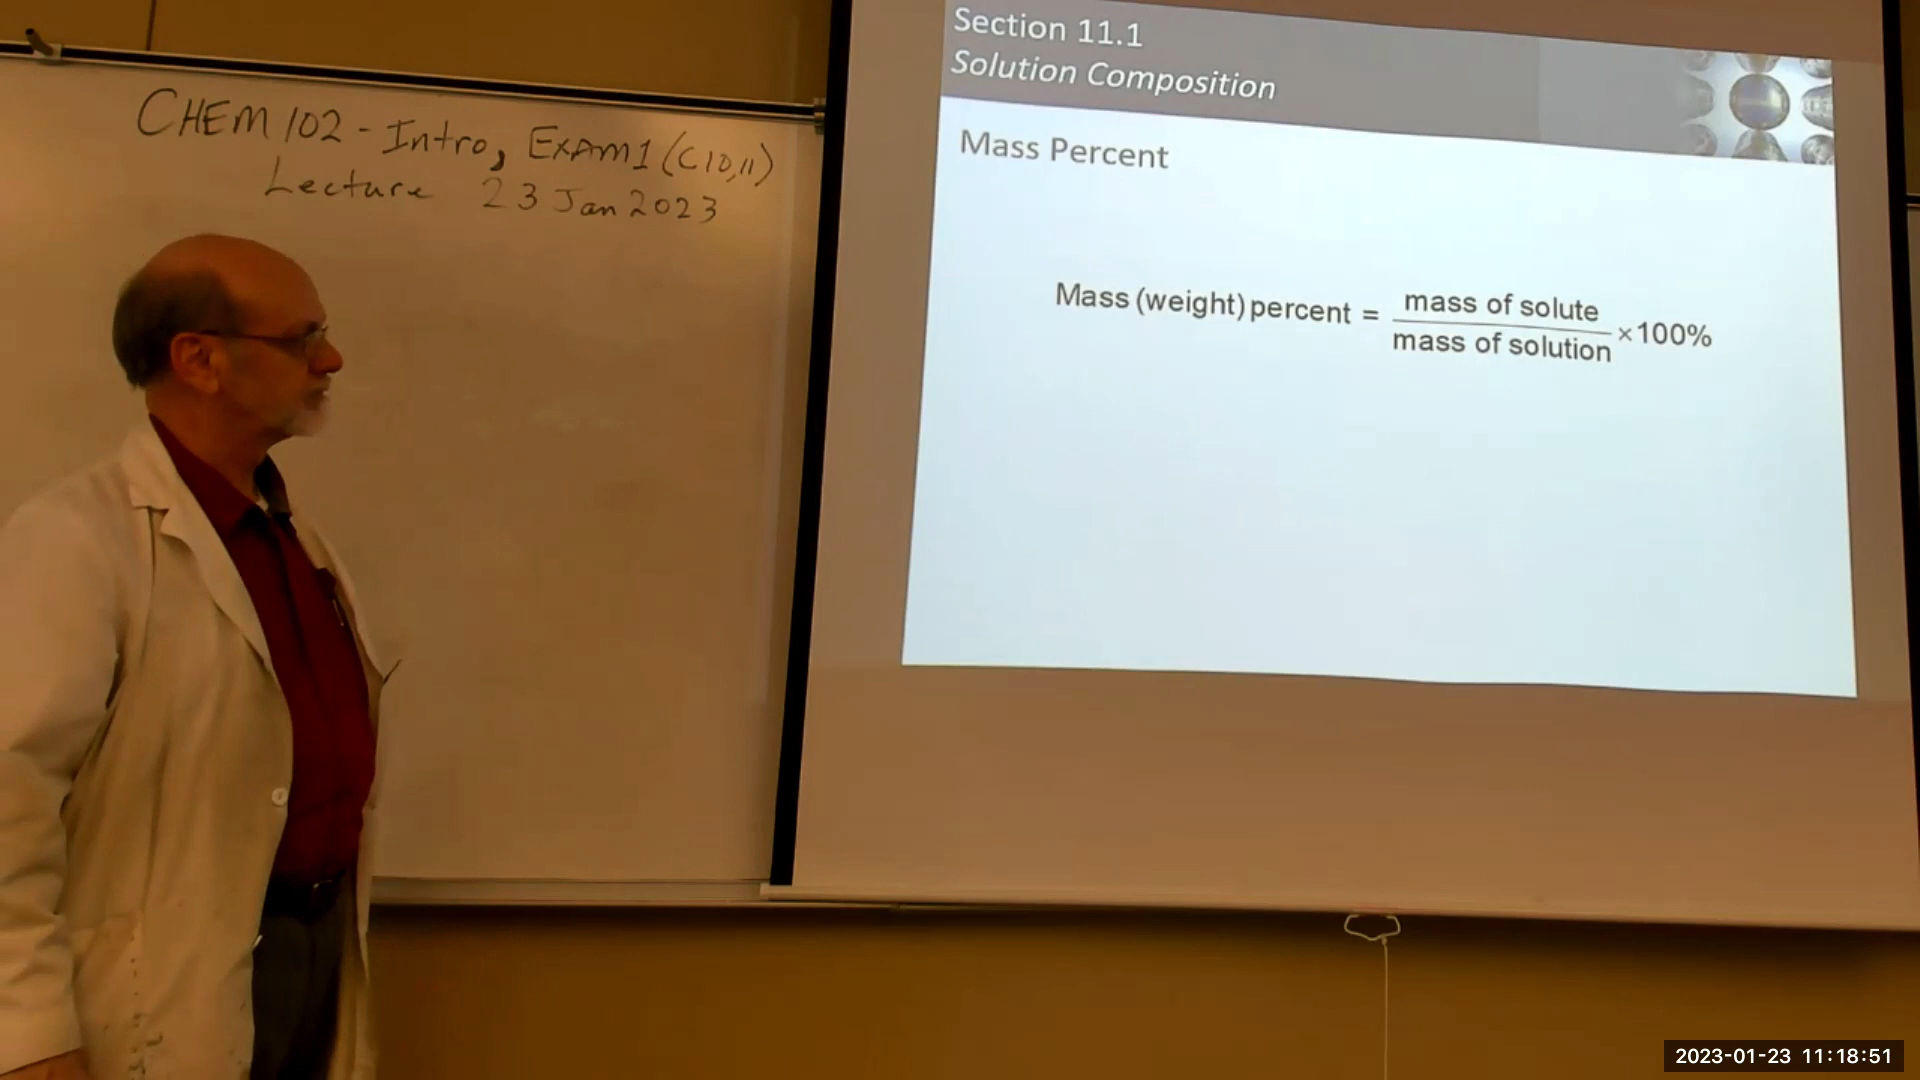 CHEM 102 - Intro, EXAM 1 (C10,11)
Lecture 23 Jan 2023
Section 11.1
Solution Composition
Mass Percent
Mass (weight) percent = mass of solute / mass of solution × 100%
2023-01-23 11:18:51